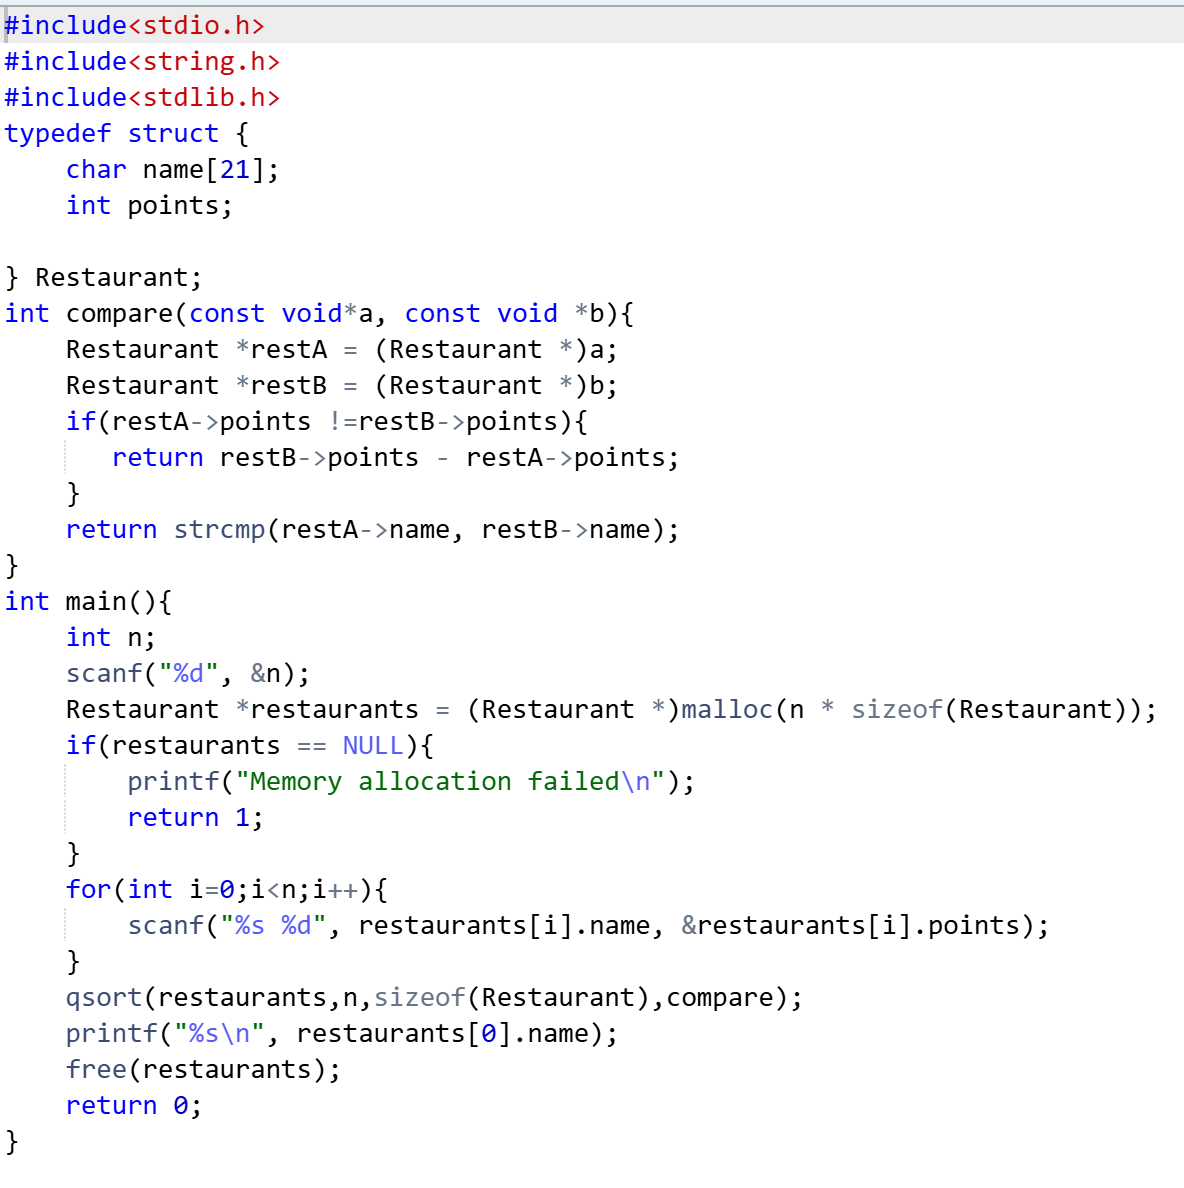 #include<stdio.h>
#include<string.h>
#include<stdlib.h>
typedef struct {
    char name[21];
    int points;

} Restaurant;
int compare(const void*a, const void *b){
    Restaurant *restA = (Restaurant *)a;
    Restaurant *restB = (Restaurant *)b;
    if(restA->points !=restB->points){
       return restB->points - restA->points;
    }
    return strcmp(restA->name, restB->name);
}
int main(){
    int n;
    scanf("%d", &n);
    Restaurant *restaurants = (Restaurant *)malloc(n * sizeof(Restaurant));
    if(restaurants == NULL){
        printf("Memory allocation failed\n");
        return 1;
    }
    for(int i=0;i<n;i++){
        scanf("%s %d", restaurants[i].name, &restaurants[i].points);
    }
    qsort(restaurants,n,sizeof(Restaurant),compare);
    printf("%s\n", restaurants[0].name);
    free(restaurants);
    return 0;
}